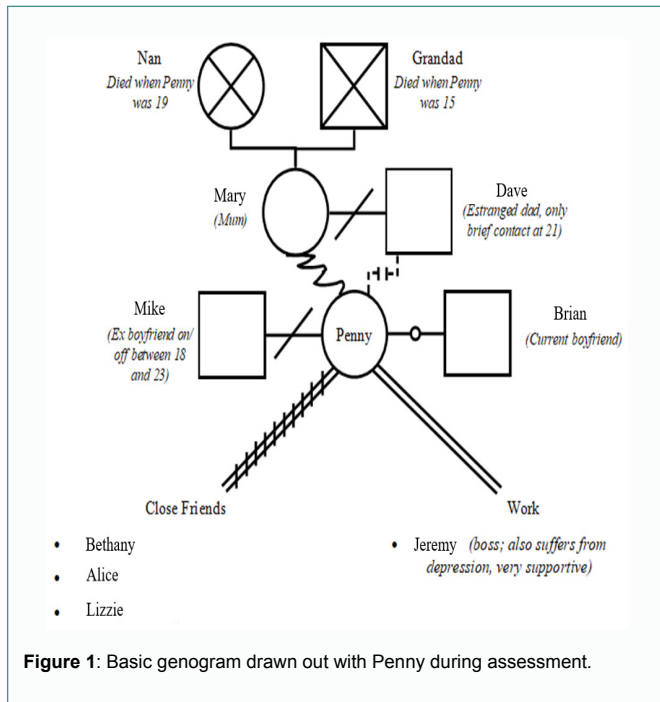 Nan
Died when Penny
was 19
Grandad
Died when Penny
was 15
Mary
(Mum)
Dave
(Estranged dad, only
brief contact at 21)
Mike
(Ex boyfriend on/
off between 18
and 23)
Penny
Brian
(Current boyfriend)
Close Friends
• Bethany
• Alice
• Lizzie
Work
• Jeremy (boss; also suffers from
depression, very supportive)
Figure 1: Basic genogram drawn out with Penny during assessment.